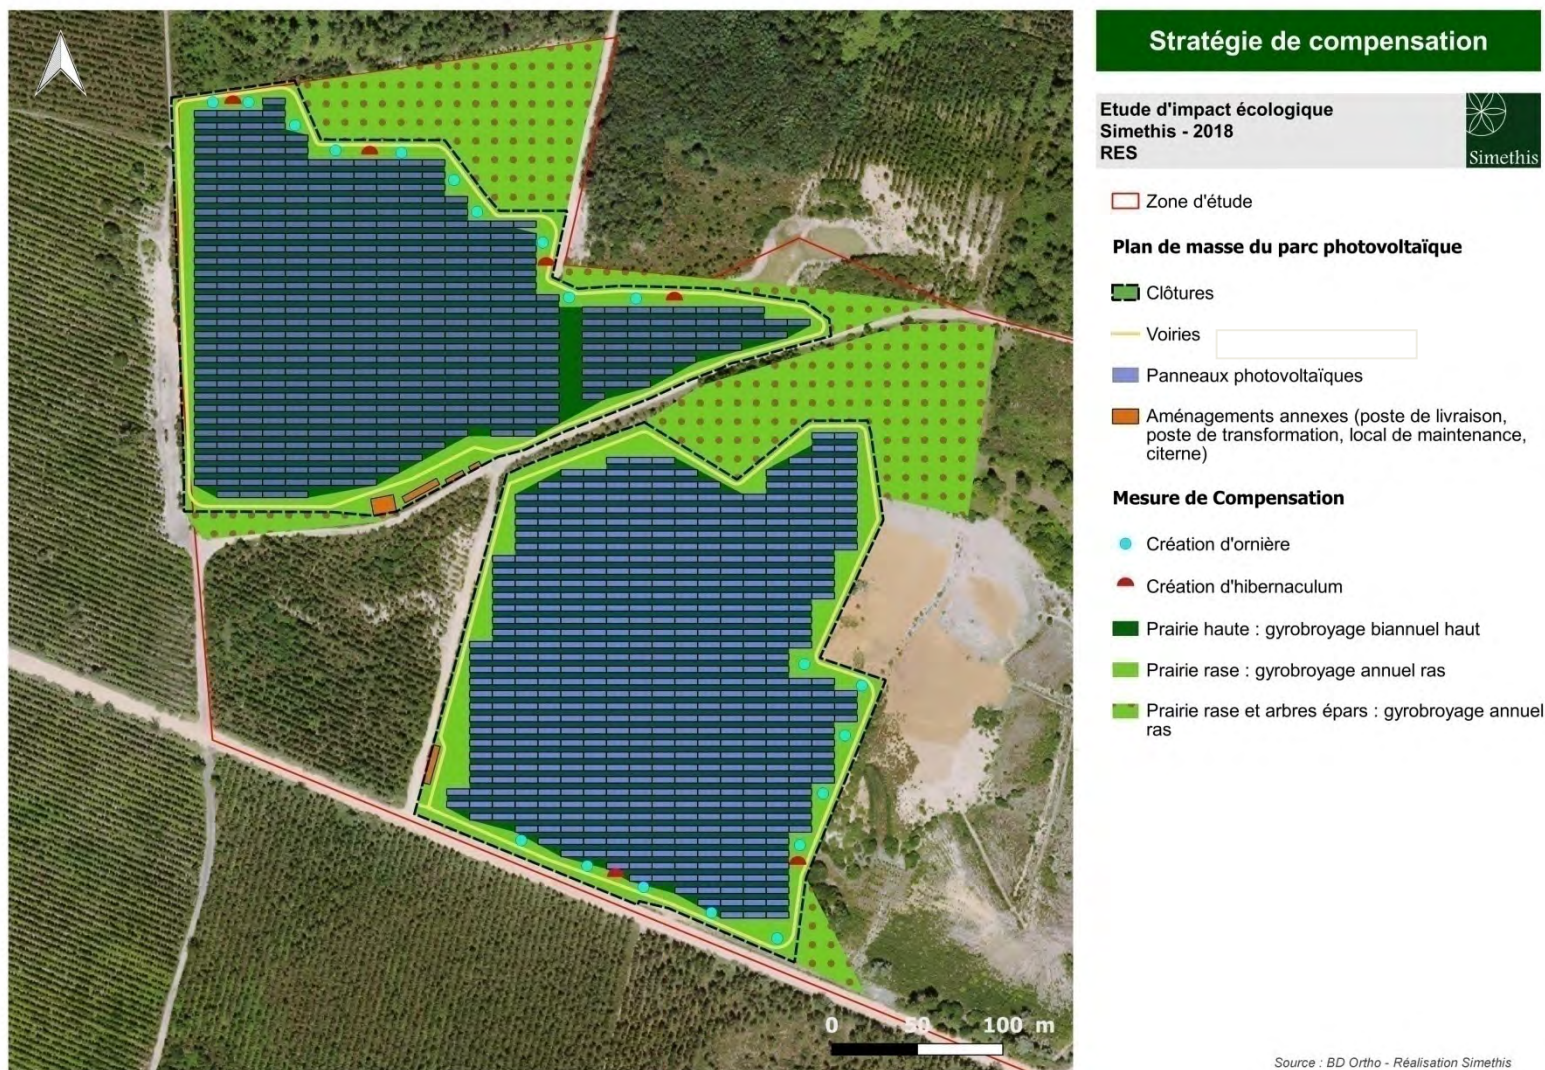 Stratégie de compensation
Etude d'impact écologique
Simethis - 2018
RES
Simethis
Zone d'étude
Plan de masse du parc photovoltaïque
Clôtures
Voiries
Panneaux photovoltaïques
Aménagements annexes (poste de livraison,
poste de transformation, local de maintenance,
citerne)
Mesure de Compensation
Création d'ornière
Création d'hibernaculum
Prairie haute : gyrobroyage biannuel haut
Prairie rase : gyrobroyage annuel ras
Prairie rase et arbres épars : gyrobroyage annuel
ras
0 50 100 m
Source : BD Ortho - Réalisation Simethis